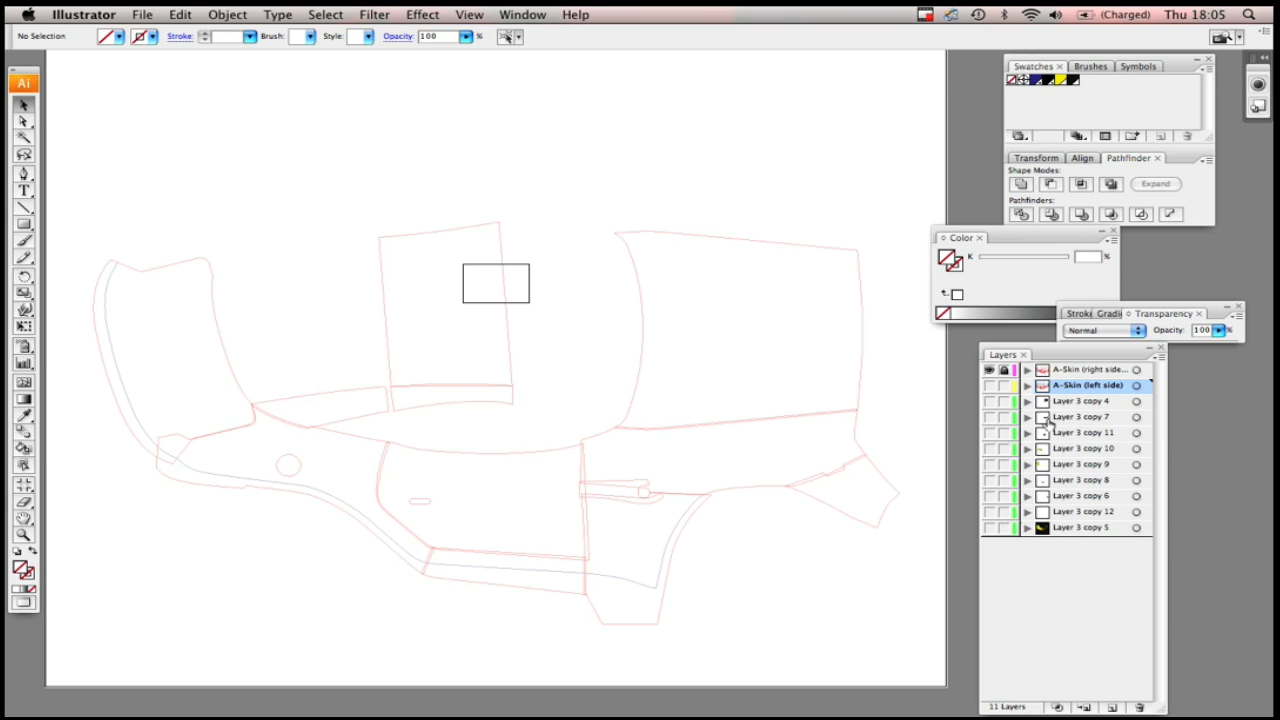 Illustrator File Edit Object Type Select Filter Effect View Window Help (Charged) Thu 18:05
No Selection Stroke: Brush: Style: Opacity: 100 %
Ai
T
Swatches Brushes Symbols
Transform Align Pathfinder
Shape Modes:
Expand
Pathfinders:
Color
K %
Stroke Gradi Transparency
Normal Opacity: 100 %
Layers
A-Skin (right side...
A-Skin (left side)
Layer 3 copy 4
Layer 3 copy 7
Layer 3 copy 11
Layer 3 copy 10
Layer 3 copy 9
Layer 3 copy 8
Layer 3 copy 6
Layer 3 copy 12
Layer 3 copy 5
11 Layers